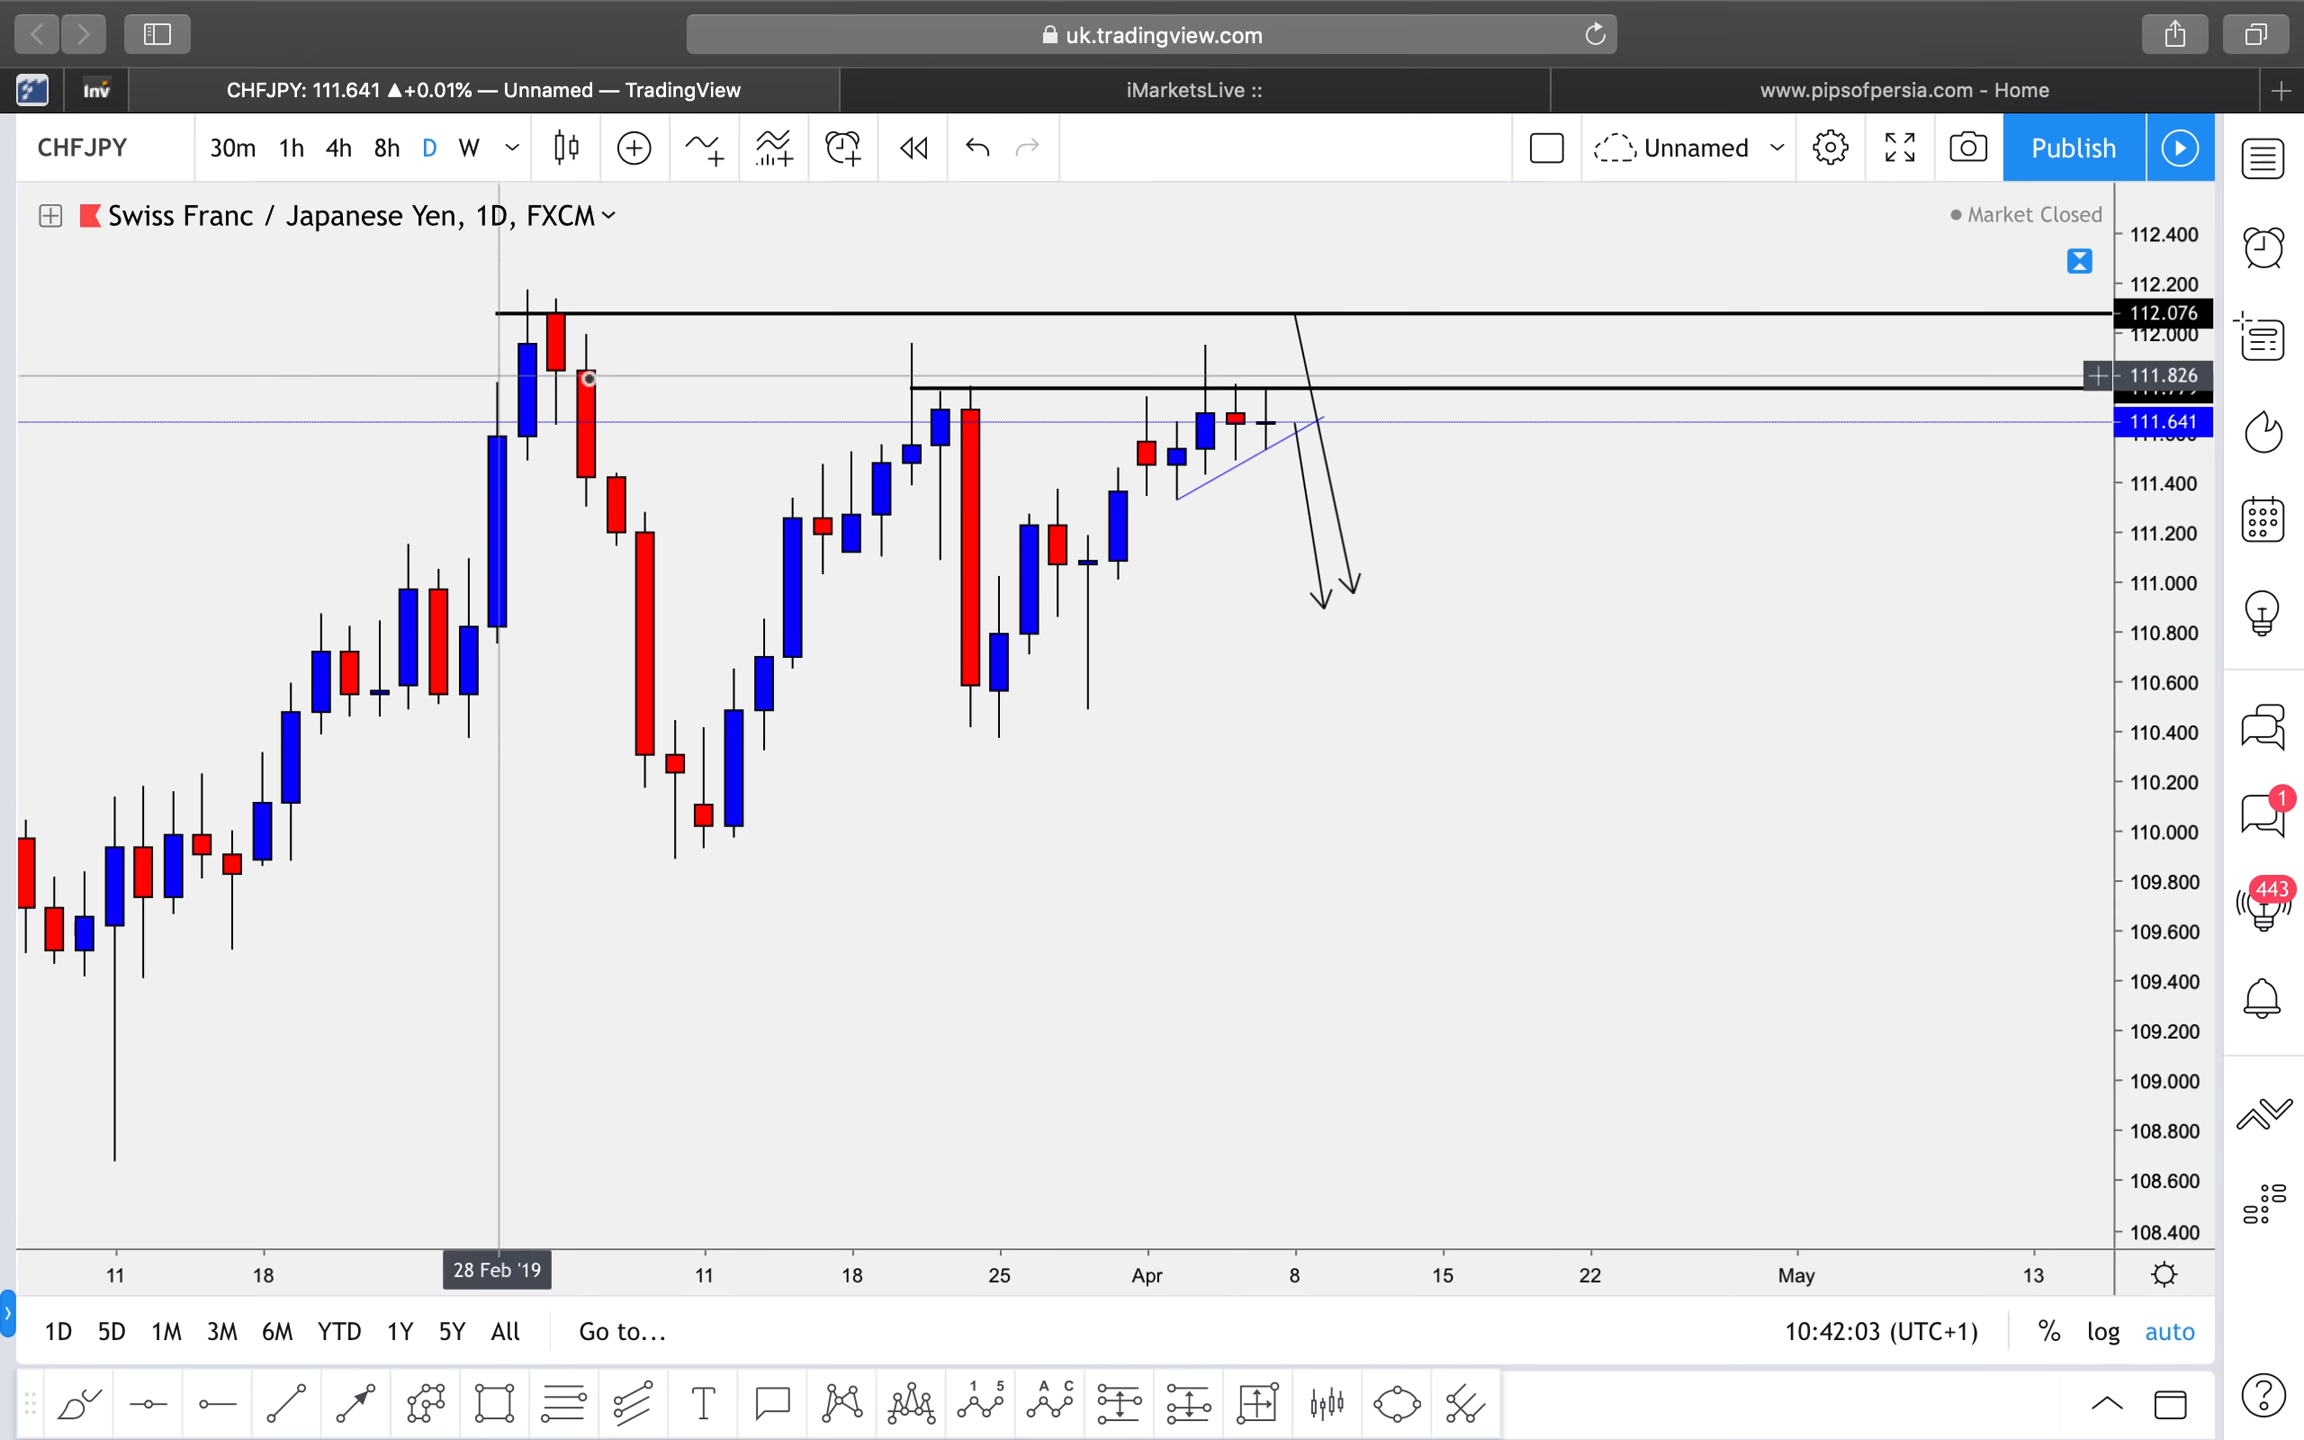 uk.tradingview.com
Inv
CHFJPY: 111.641 ▲+0.01% — Unnamed — TradingView
iMarketsLive ::
www.pipsofpersia.com - Home
CHFJPY
30m 1h 4h 8h D W
Unnamed
Publish
Swiss Franc / Japanese Yen, 1D, FXCM
Market Closed
112.400
112.200
112.076
112.000
111.826
111.641
111.400
111.200
111.000
110.800
110.600
110.400
110.200
110.000
109.800
109.600
109.400
109.200
109.000
108.800
108.600
108.400
1
443
11 18 28 Feb '19 11 18 25 Apr 8 15 22 May 13
1D 5D 1M 3M 6M YTD 1Y 5Y All Go to... 10:42:03 (UTC+1) % log auto
T 1 5 A C